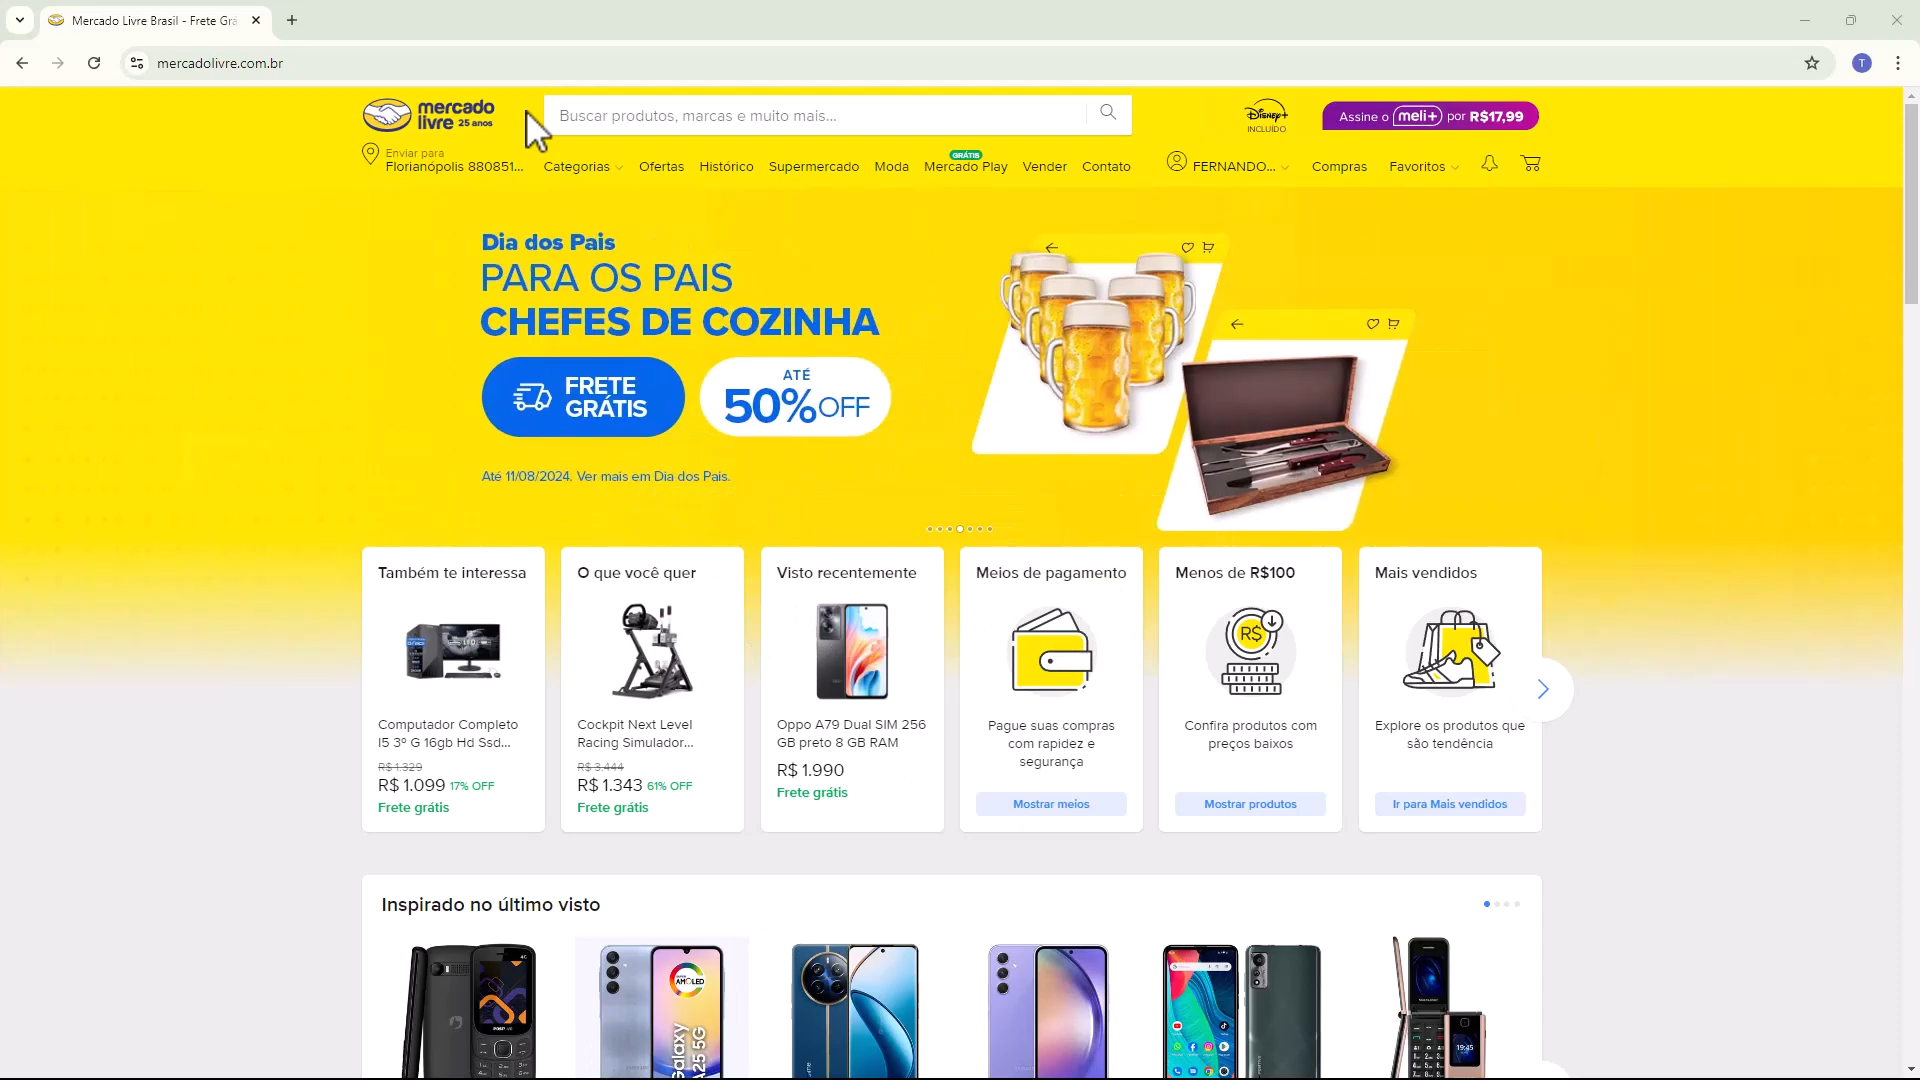 Mercado Livre Brasil - Frete Grá
mercadolivre.com.br
mercado
livre 25 anos
Buscar produtos, marcas e muito mais...
Disney+
INCLUÍDO
Assine o meli+ por R$17,99
Enviar para
Florianópolis 880851...
Categorias
Ofertas
Histórico
Supermercado
Moda
GRÁTIS
Mercado Play
Vender
Contato
FERNANDO...
Compras
Favoritos
T
Dia dos Pais
PARA OS PAIS
CHEFES DE COZINHA
FRETE
GRÁTIS
ATÉ
50% OFF
Até 11/08/2024. Ver mais em Dia dos Pais.
Também te interessa
Computador Completo
I5 3º G 16gb Hd Ssd...
R$ 1.329
R$ 1.099 17% OFF
Frete grátis
O que você quer
Cockpit Next Level
Racing Simulador...
R$ 3.444
R$ 1.343 61% OFF
Frete grátis
Visto recentemente
Oppo A79 Dual SIM 256
GB preto 8 GB RAM
R$ 1.990
Frete grátis
Meios de pagamento
Pague suas compras
com rapidez e
segurança
Mostrar meios
Menos de R$100
R$
Confira produtos com
preços baixos
Mostrar produtos
Mais vendidos
Explore os produtos que
são tendência
Ir para Mais vendidos
Inspirado no último visto
AMOLED
Galaxy
A25 5G
19:45